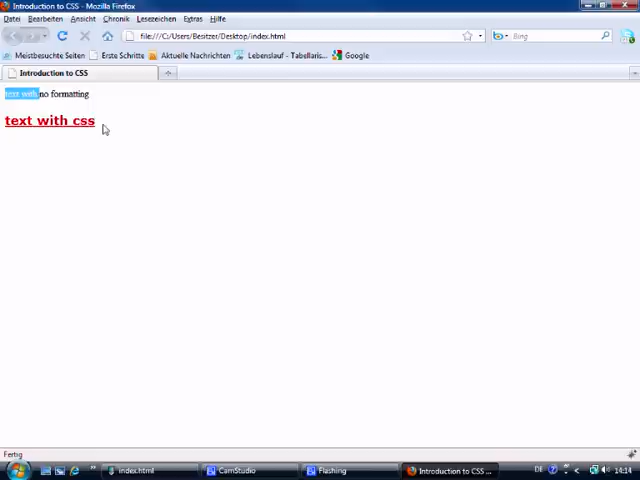 Introduction to CSS - Mozilla Firefox
Datei Bearbeiten Ansicht Chronik Lesezeichen Extras Hilfe
file:///C:/Users/Besitzer/Desktop/index.html Bing
Meistbesuchte Seiten Erste Schritte Aktuelle Nachrichten Lebenslauf - Tabellaris... Google
Introduction to CSS
text with no formatting
text with css
Fertig
index.html CamStudio Flashing Introduction to CSS ... DE 14:14